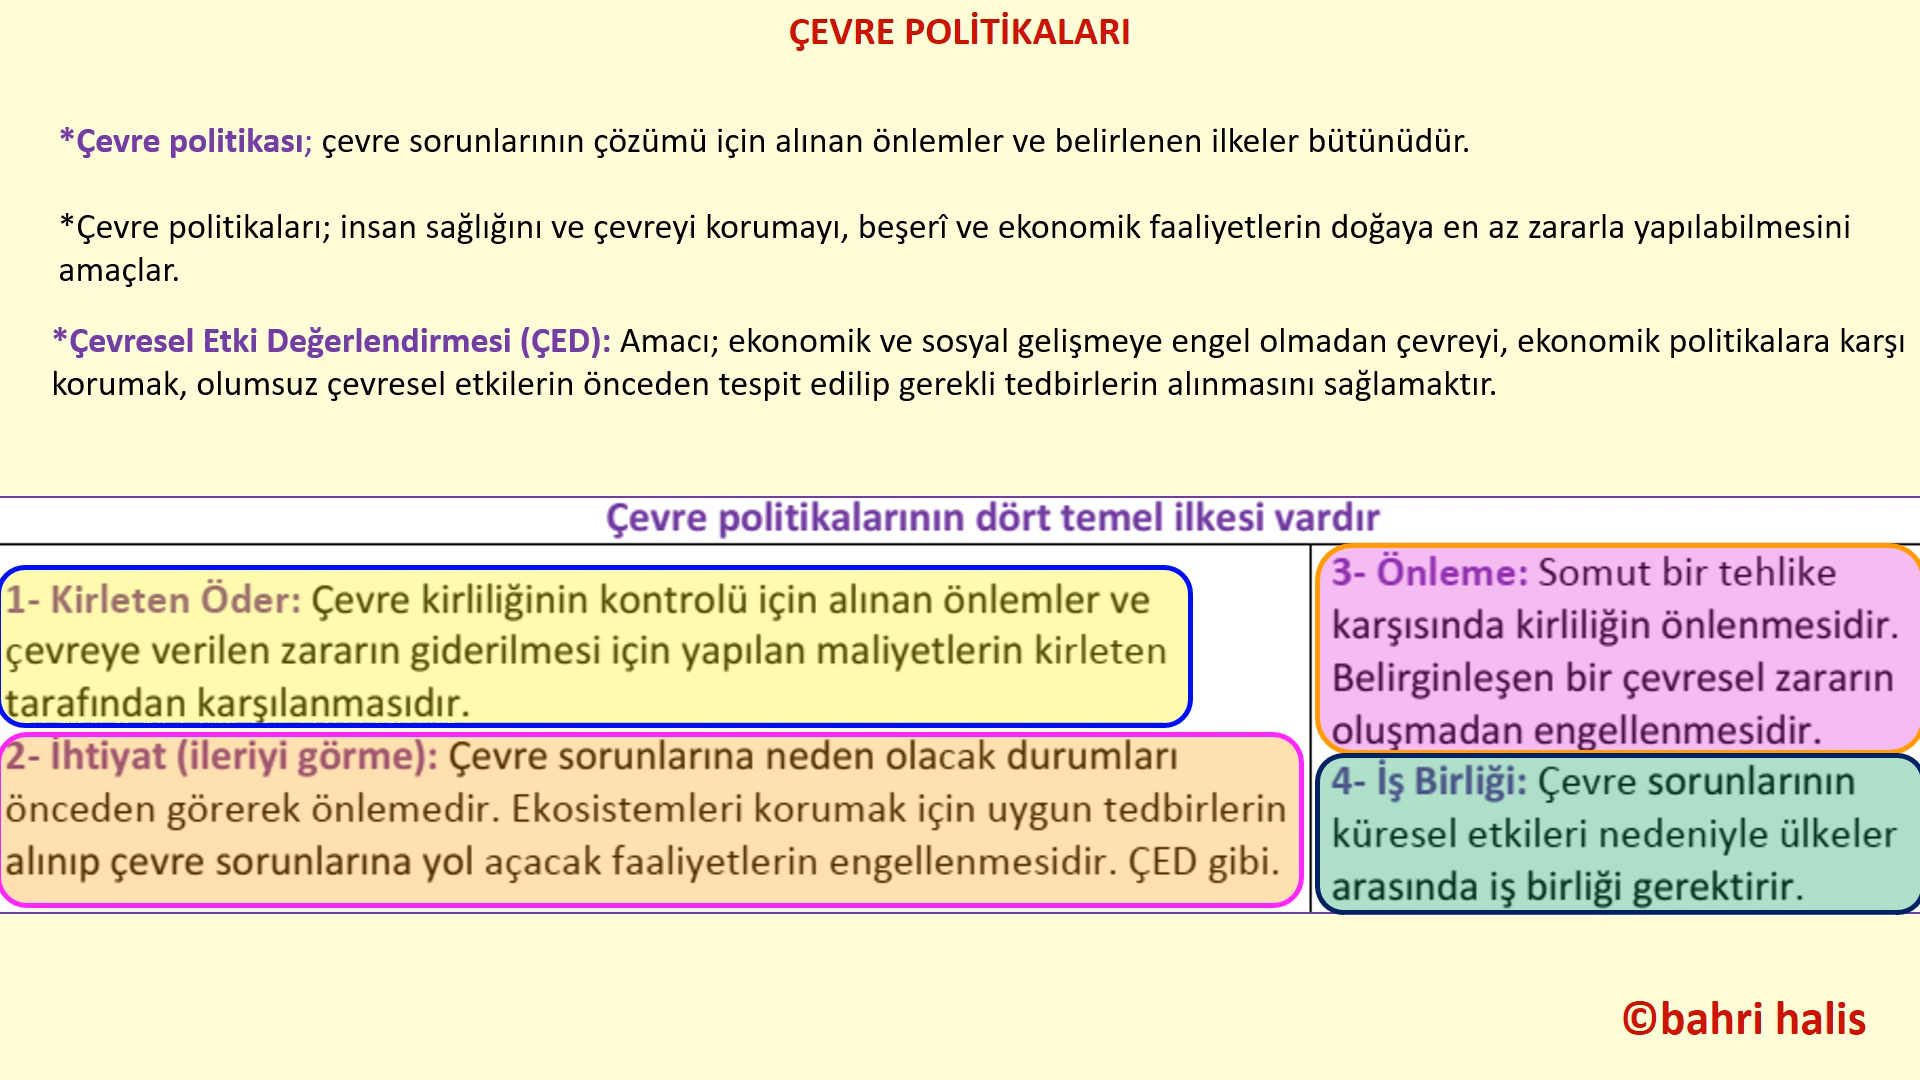 ÇEVRE POLİTİKALARI
*Çevre politikası; çevre sorunlarının çözümü için alınan önlemler ve belirlenen ilkeler bütünüdür.
*Çevre politikaları; insan sağlığını ve çevreyi korumayı, beşerî ve ekonomik faaliyetlerin doğaya en az zararla yapılabilmesini
amaçlar.
*Çevresel Etki Değerlendirmesi (ÇED): Amacı; ekonomik ve sosyal gelişmeye engel olmadan çevreyi, ekonomik politikalara karşı
korumak, olumsuz çevresel etkilerin önceden tespit edilip gerekli tedbirlerin alınmasını sağlamaktır.
Çevre politikalarının dört temel ilkesi vardır
1- Kirleten Öder: Çevre kirliliğinin kontrolü için alınan önlemler ve
çevreye verilen zararın giderilmesi için yapılan maliyetlerin kirleten
tarafından karşılanmasıdır.
2- İhtiyat (ileriyi görme): Çevre sorunlarına neden olacak durumları
önceden görerek önlemedir. Ekosistemleri korumak için uygun tedbirlerin
alınıp çevre sorunlarına yol açacak faaliyetlerin engellenmesidir. ÇED gibi.
3- Önleme: Somut bir tehlike
karşısında kirliliğin önlenmesidir.
Belirginleşen bir çevresel zararın
oluşmadan engellenmesidir.
4- İş Birliği: Çevre sorunlarının
küresel etkileri nedeniyle ülkeler
arasında iş birliği gerektirir.
©bahri halis